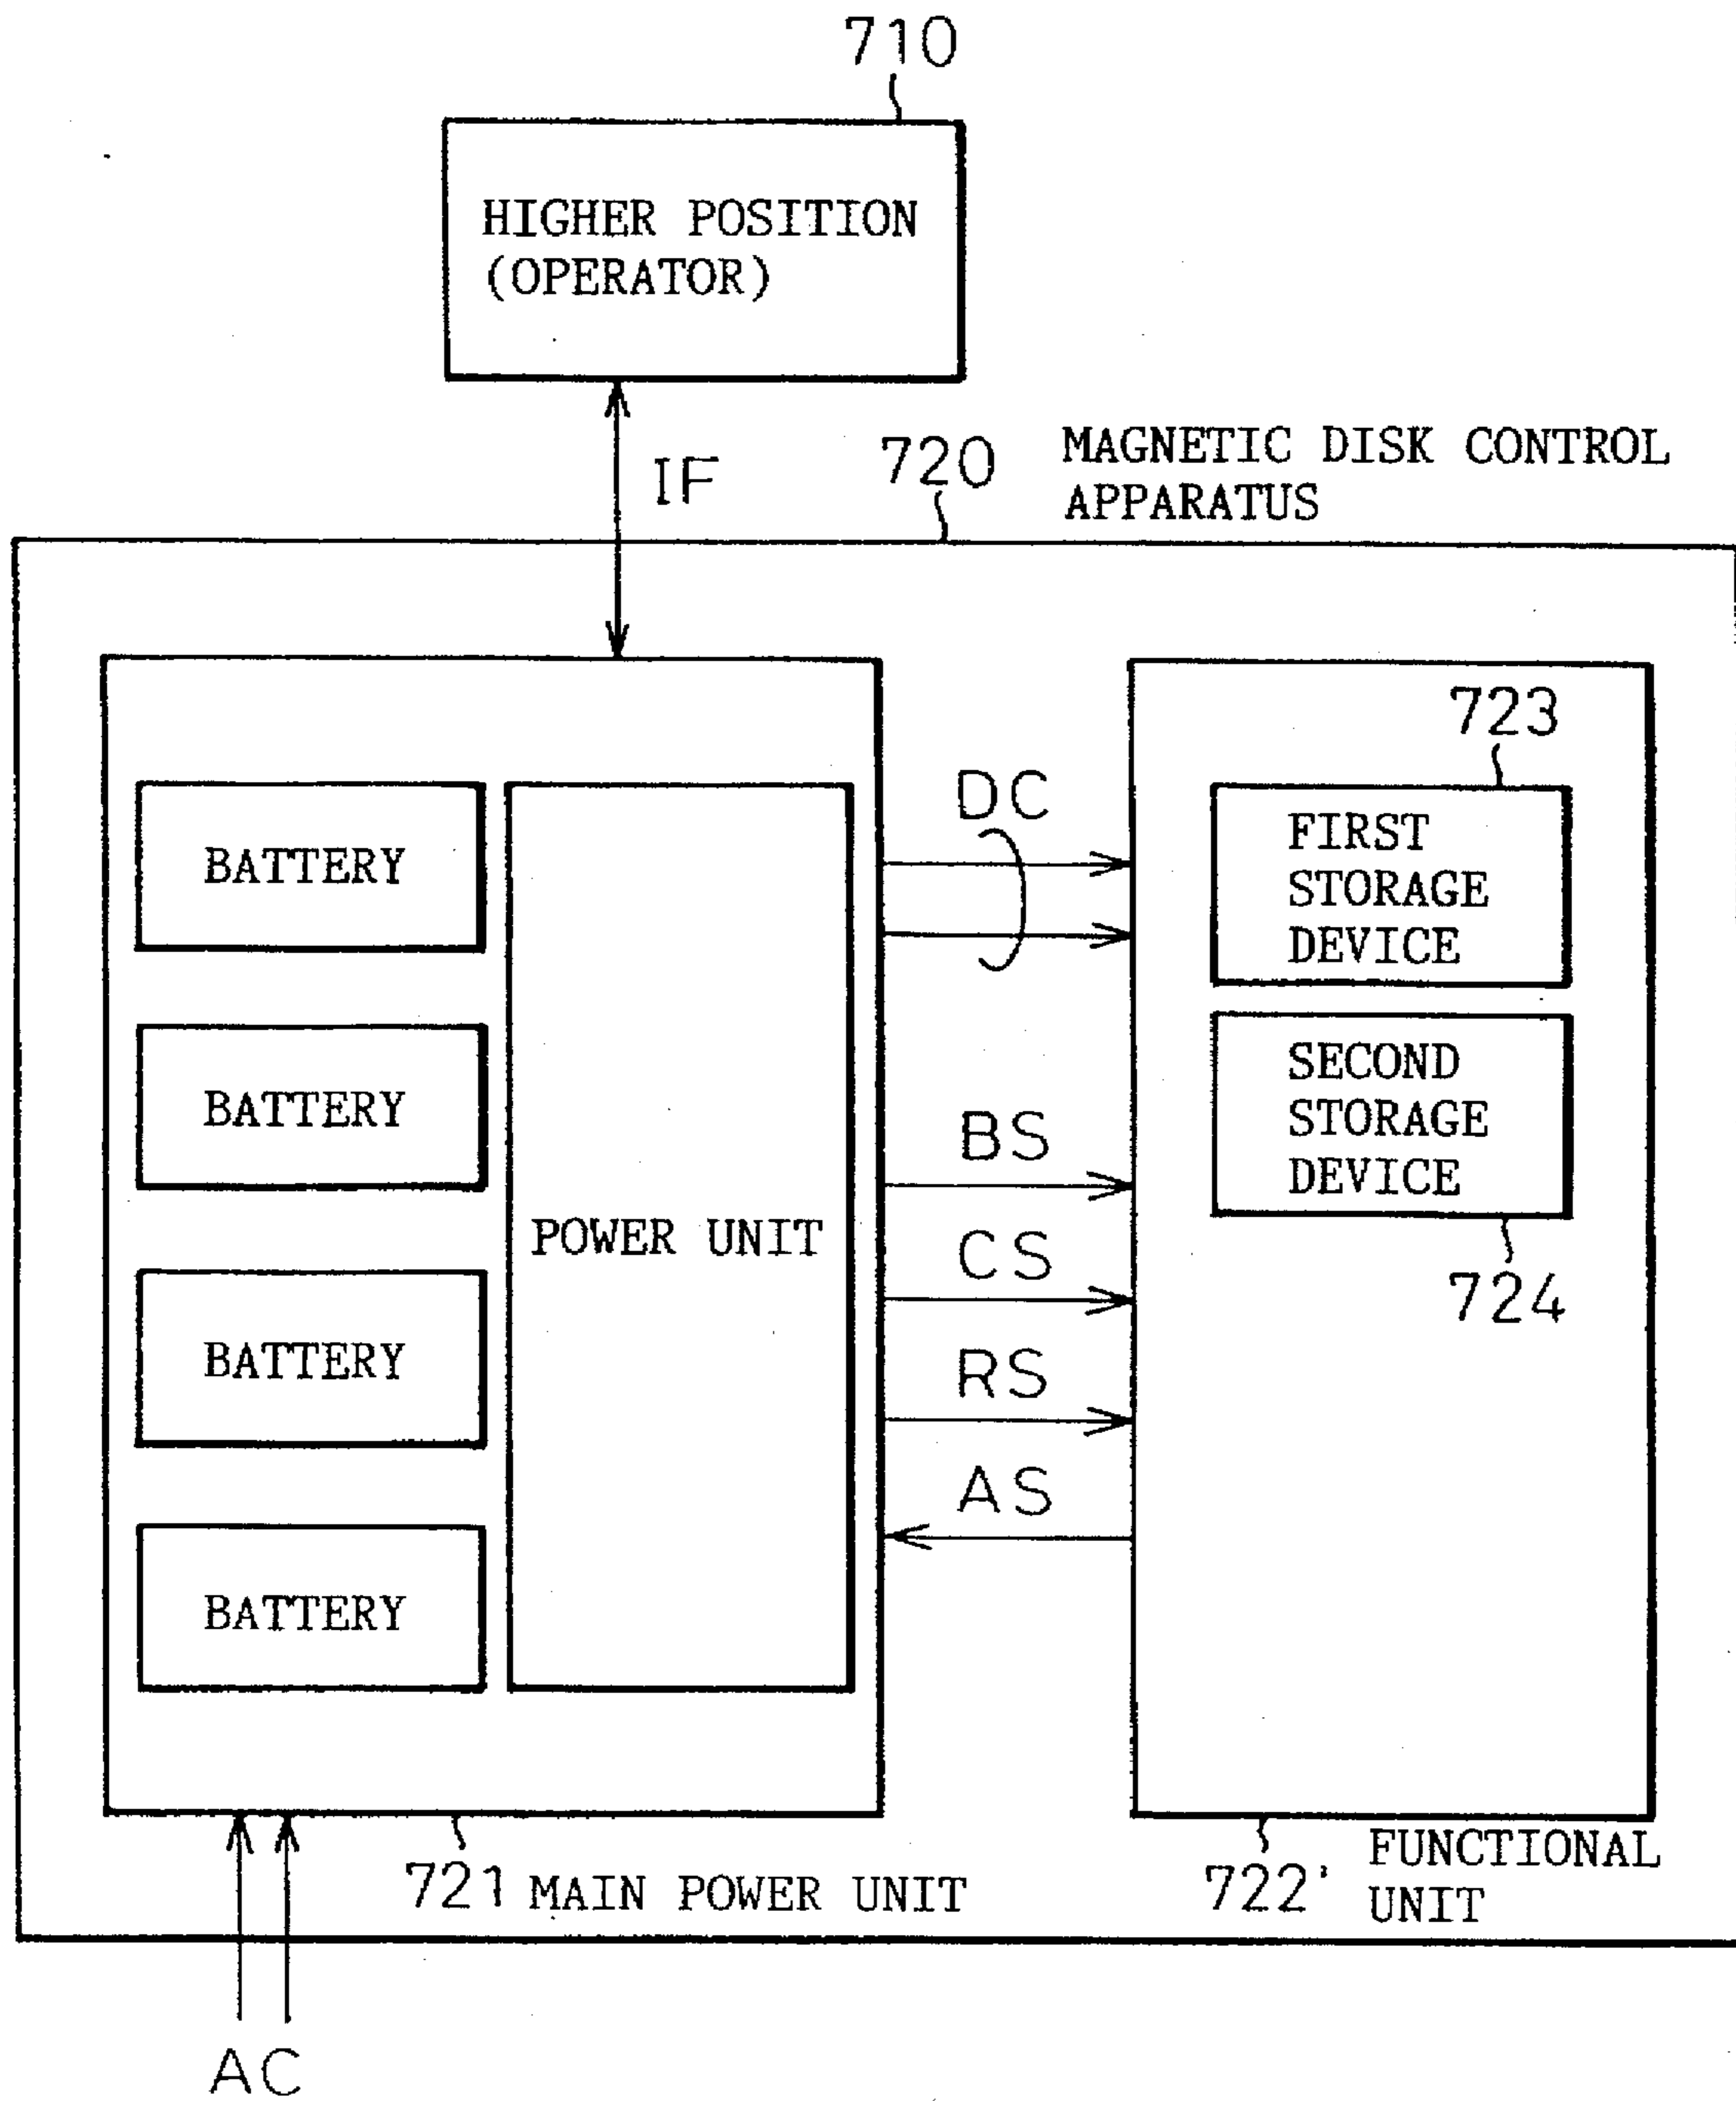 710
HIGHER POSITION
(OPERATOR)
IF
720
MAGNETIC DISK CONTROL
APPARATUS
BATTERY
BATTERY
BATTERY
BATTERY
POWER UNIT
DC
BS
CS
RS
AS
723
FIRST
STORAGE
DEVICE
SECOND
STORAGE
DEVICE
724
721 MAIN POWER UNIT
722' FUNCTIONAL
UNIT
AC